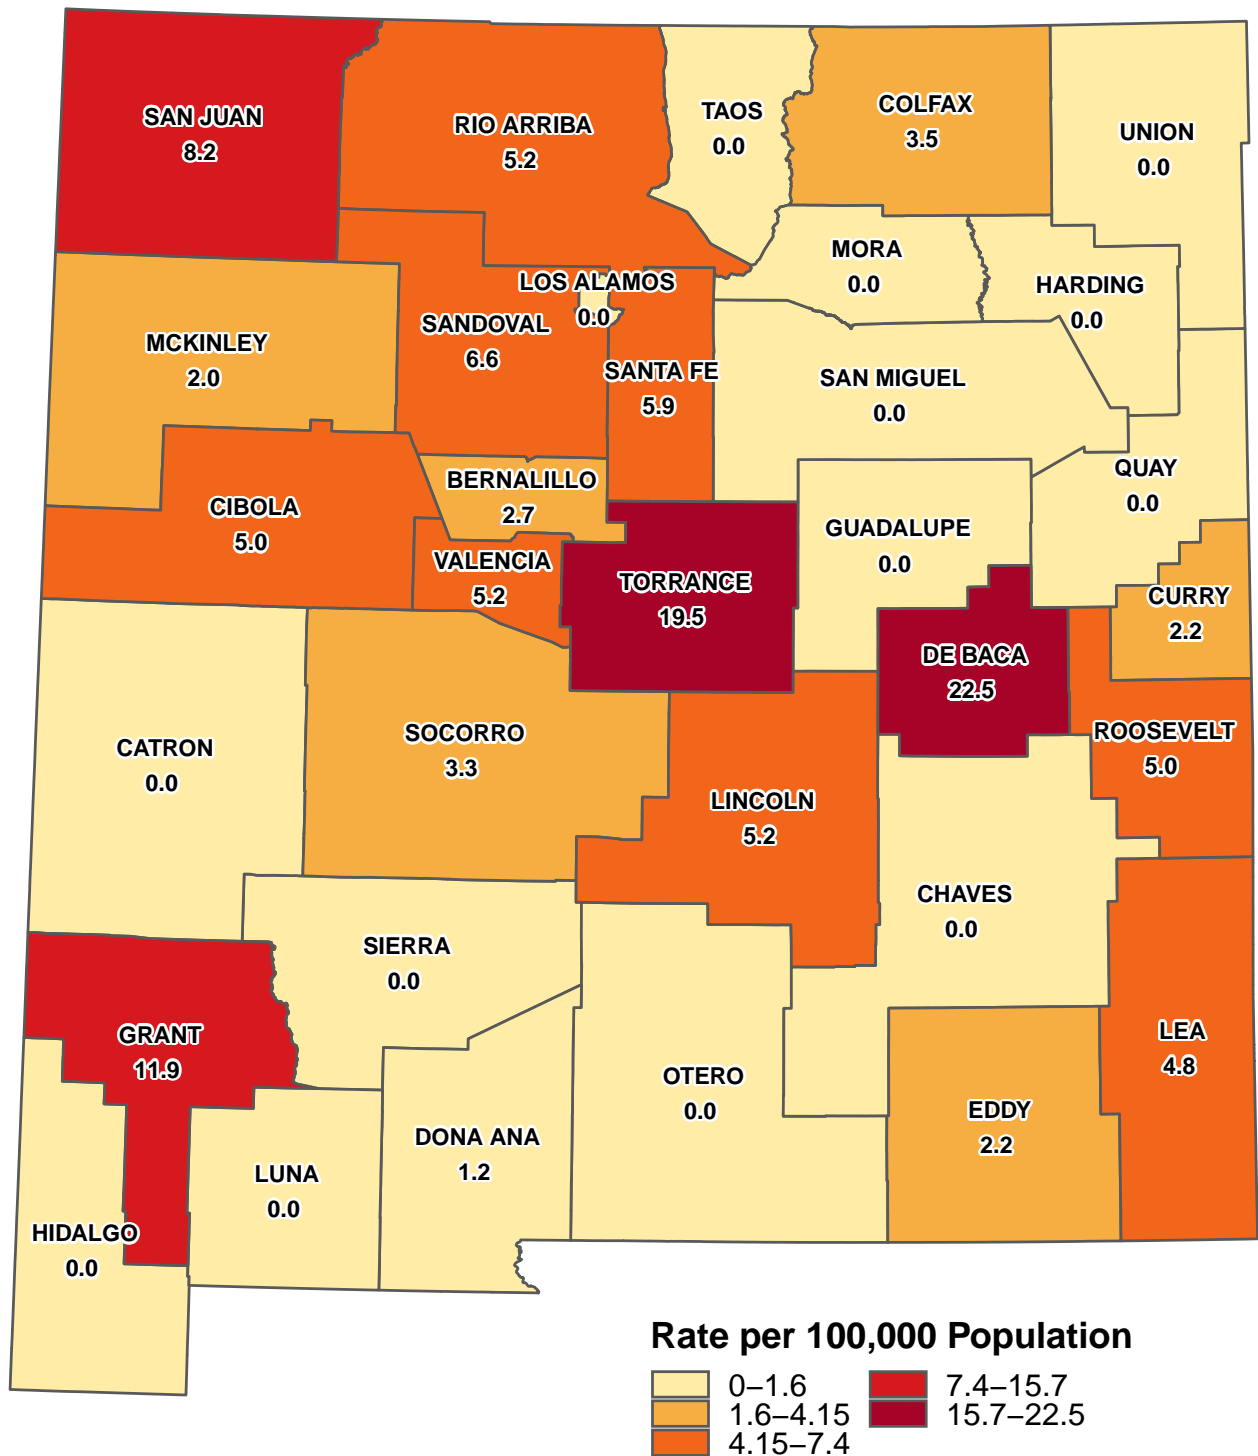 SAN JUAN
8.2
RIO ARRIBA
5.2
TAOS
0.0
COLFAX
3.5
UNION
0.0
MORA
0.0
HARDING
0.0
LOS ALAMOS
0.0
SANDOVAL
6.6
MCKINLEY
2.0
SANTA FE
5.9
SAN MIGUEL
0.0
QUAY
0.0
BERNALILLO
2.7
CIBOLA
5.0
GUADALUPE
0.0
VALENCIA
5.2
TORRANCE
19.5
CURRY
2.2
DE BACA
22.5
SOCORRO
3.3
ROOSEVELT
5.0
CATRON
0.0
LINCOLN
5.2
CHAVES
0.0
SIERRA
0.0
GRANT
11.9
LEA
4.8
OTERO
0.0
EDDY
2.2
DONA ANA
1.2
LUNA
0.0
HIDALGO
0.0
Rate per 100,000 Population
0–1.6
1.6–4.15
4.15–7.4
7.4–15.7
15.7–22.5